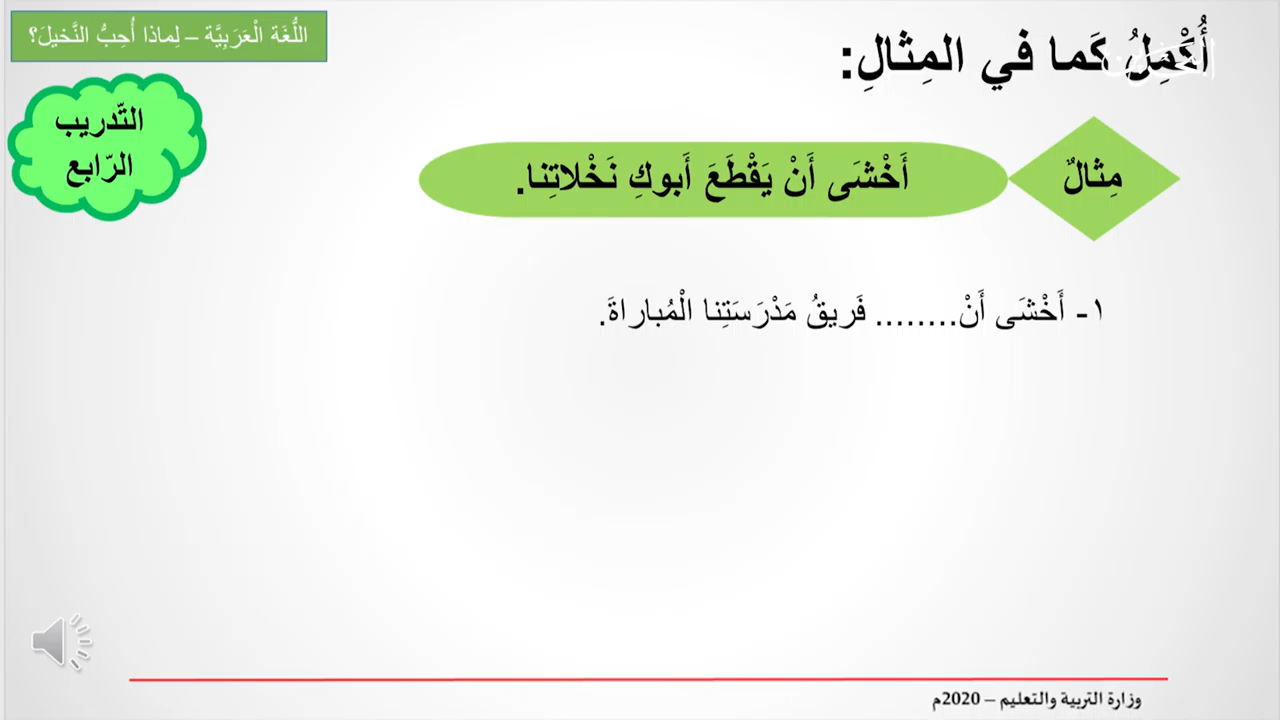 اللُّغَة الْعَرَبِيَّة – لِماذا أُحِبُّ النَّخيلَ؟
أُكْمِلُ كَما في المِثالِ:
التّدريب
الرّابع
مِثالٌ
أَخْشَى أَنْ يَقْطَعَ أَبوكِ نَخْلاتِنا.
١- أَخْشَى أَنْ........ فَريقُ مَدْرَسَتِنا الْمُباراةَ.
وزارة التربية والتعليم – 2020م